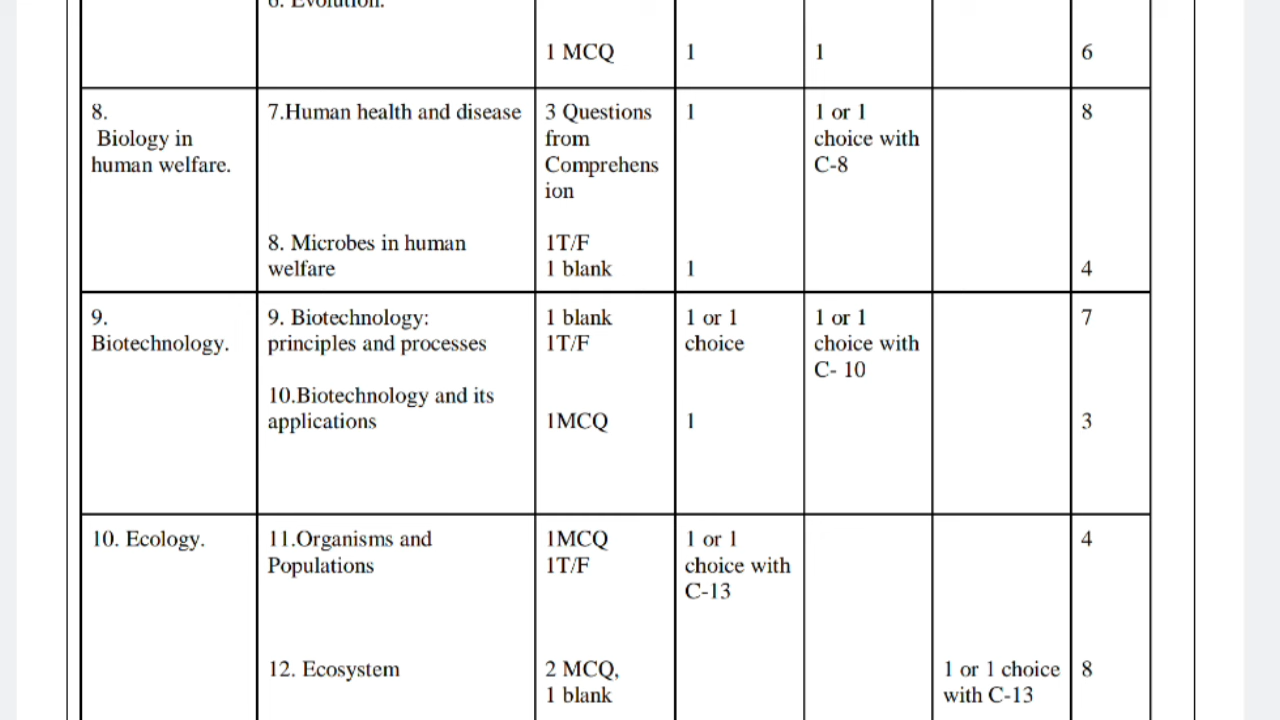 6. Evolution.
1 MCQ 1 1 6
8. 7.Human health and disease 3 Questions 1 1 or 1 8
Biology in from choice with
human welfare. Comprehens C-8
ion
8. Microbes in human 1T/F
welfare 1 blank 1 4
9. 9. Biotechnology: 1 blank 1 or 1 1 or 1 7
Biotechnology. principles and processes 1T/F choice choice with
C- 10
10.Biotechnology and its
applications 1MCQ 1 3
10. Ecology. 11.Organisms and 1MCQ 1 or 1 4
Populations 1T/F choice with
C-13
12. Ecosystem 2 MCQ, 1 or 1 choice 8
1 blank with C-13